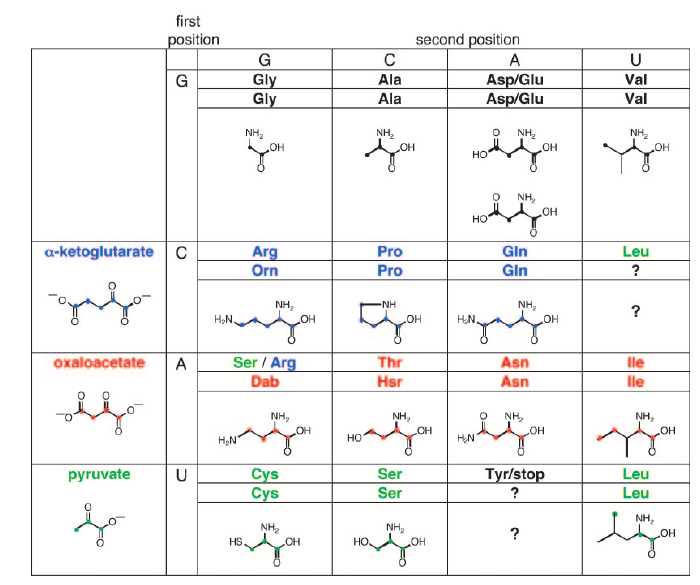 first
position
second position
G C A U
G Gly Ala Asp/Glu Val
Gly Ala Asp/Glu Val
NH₂ OH O NH₂ OH O O NH₂ HO OH O NH₂ OH O
O NH₂ HO OH O
α-ketoglutarate C Arg Pro Gln Leu
Orn Pro Gln ?
⁻O O O O⁻ O H₂N NH₂ OH O NH OH O H₂N O NH₂ OH O ?
oxaloacetate A Ser / Arg Thr Asn Ile
Dab Hsr Asn Ile
⁻O O O O⁻ O H₂N NH₂ OH O HO NH₂ OH O H₂N O NH₂ OH O NH₂ OH O
pyruvate U Cys Ser Tyr/stop Leu
Cys Ser ? Leu
O O⁻ O HS NH₂ OH O HO NH₂ OH O ? NH₂ OH O